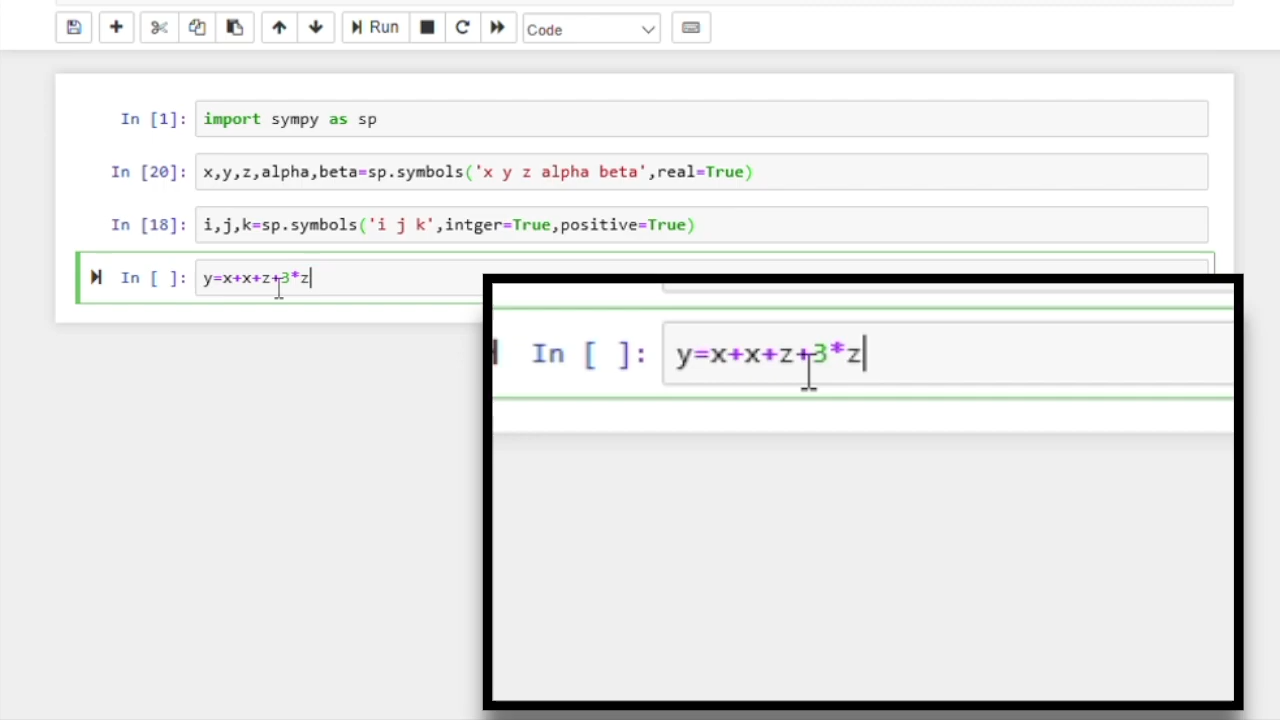 Run
Code
In [1]: import sympy as sp
In [20]: x,y,z,alpha,beta=sp.symbols('x y z alpha beta',real=True)
In [18]: i,j,k=sp.symbols('i j k',intger=True,positive=True)
In [ ]: y=x+x+z+3*z
In [ ]: y=x+x+z+3*z